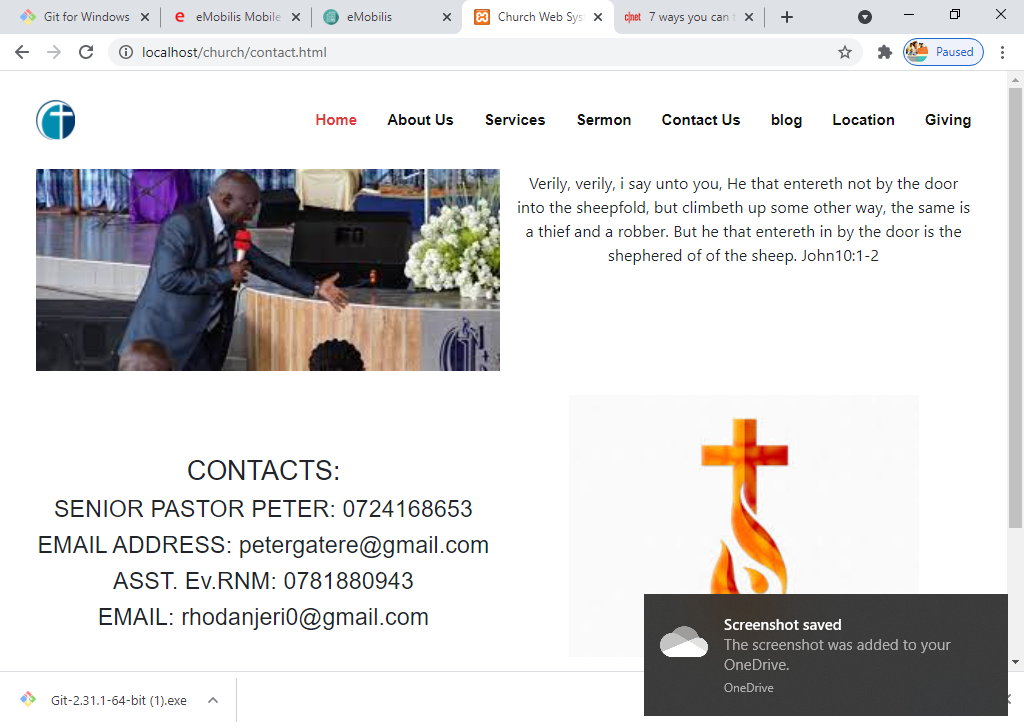 Git for Windows
eMobilis Mobile
eMobilis
Church Web Sys
c|net 7 ways you can t
localhost/church/contact.html
Paused
Home About Us Services Sermon Contact Us blog Location Giving
Verily, verily, i say unto you, He that entereth not by the door
into the sheepfold, but climbeth up some other way, the same is
a thief and a robber. But he that entereth in by the door is the
shephered of of the sheep. John10:1-2
CONTACTS:
SENIOR PASTOR PETER: 0724168653
EMAIL ADDRESS: petergatere@gmail.com
ASST. Ev.RNM: 0781880943
EMAIL: rhodanjeri0@gmail.com
Screenshot saved
The screenshot was added to your
OneDrive.
OneDrive
Git-2.31.1-64-bit (1).exe